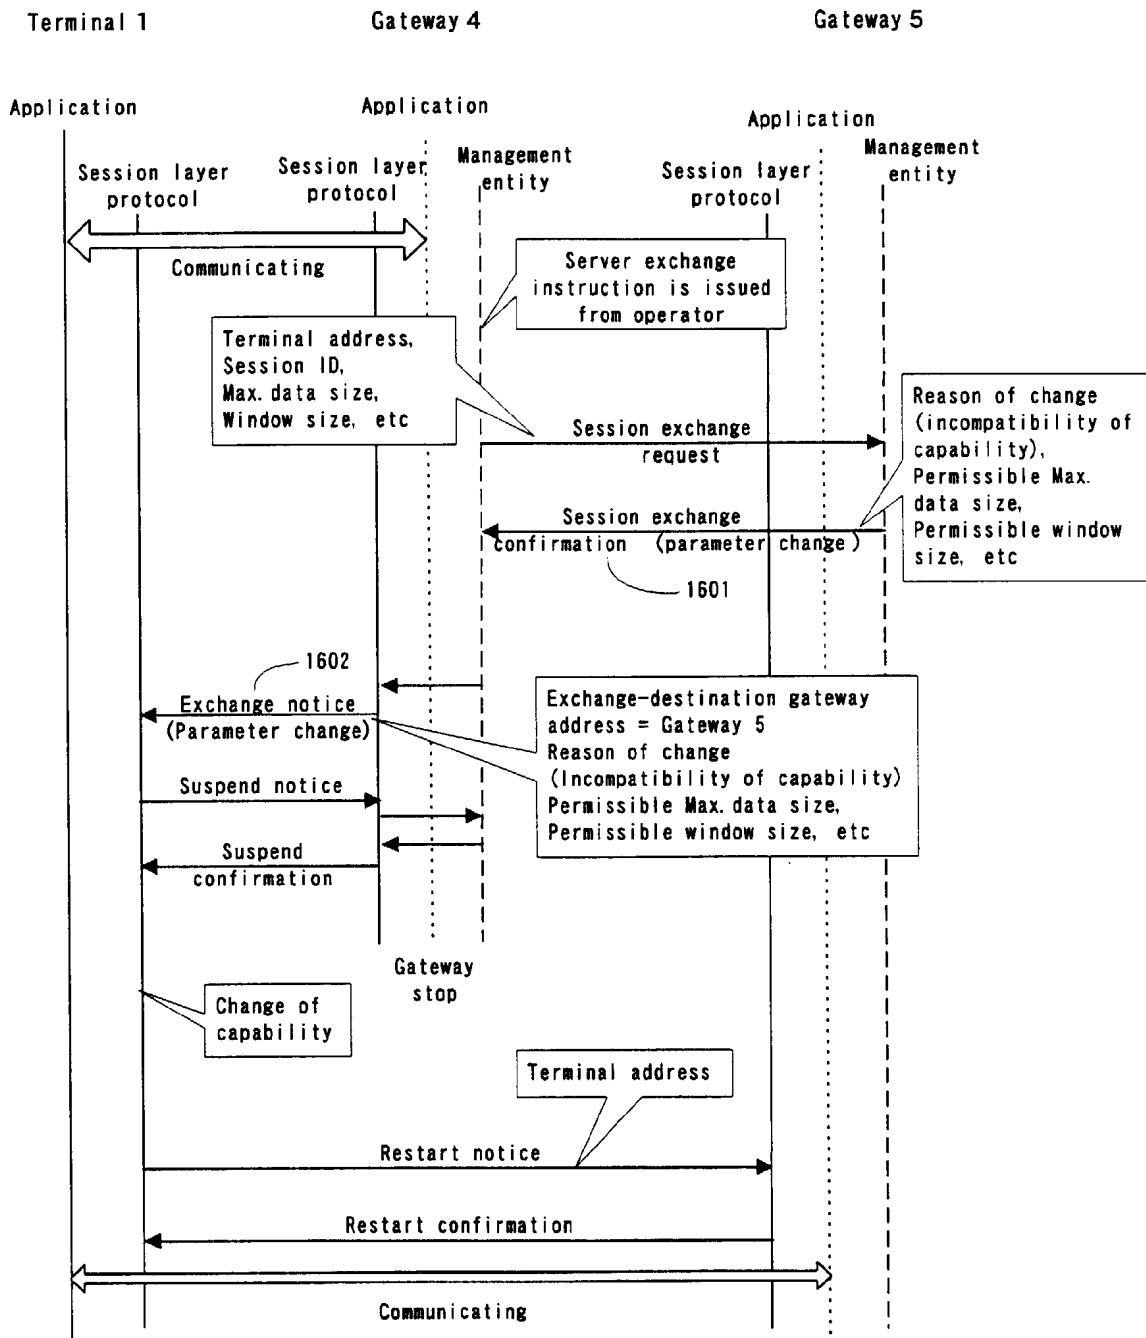 Terminal 1
Gateway 4
Gateway 5
Application
Application
Application
Session layer
protocol
Session layer
protocol
Management
entity
Session layer
protocol
Management
entity
Communicating
Server exchange
instruction is issued
from operator
Terminal address,
Session ID,
Max. data size,
Window size, etc
Reason of change
(incompatibility of
capability),
Permissible Max.
data size,
Permissible window
size, etc
Session exchange
request
Session exchange
confirmation (parameter change)
1601
1602
Exchange notice
(Parameter change)
Exchange-destination gateway
address = Gateway 5
Reason of change
(Incompatibility of capability)
Permissible Max. data size,
Permissible window size, etc
Suspend notice
Suspend
confirmation
Gateway
stop
Change of
capability
Terminal address
Restart notice
Restart confirmation
Communicating